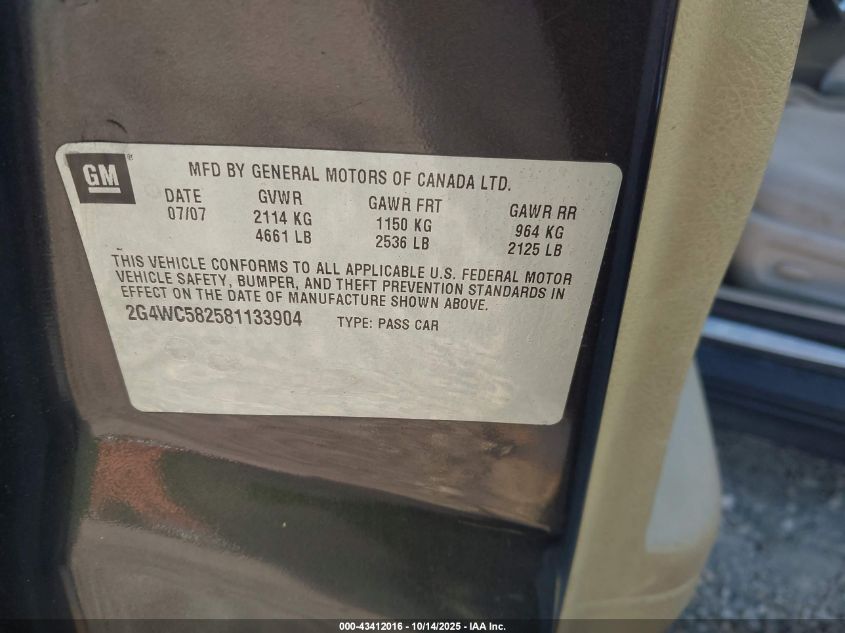 GM
MFD BY GENERAL MOTORS OF CANADA LTD.
DATE GVWR GAWR FRT GAWR RR
07/07 2114 KG 1150 KG 964 KG
4661 LB 2536 LB 2125 LB
THIS VEHICLE CONFORMS TO ALL APPLICABLE U.S. FEDERAL MOTOR
VEHICLE SAFETY, BUMPER, AND THEFT PREVENTION STANDARDS IN
EFFECT ON THE DATE OF MANUFACTURE SHOWN ABOVE.
2G4WC582581133904 TYPE: PASS CAR
000-43412016 - 10/14/2025 - IAA Inc.